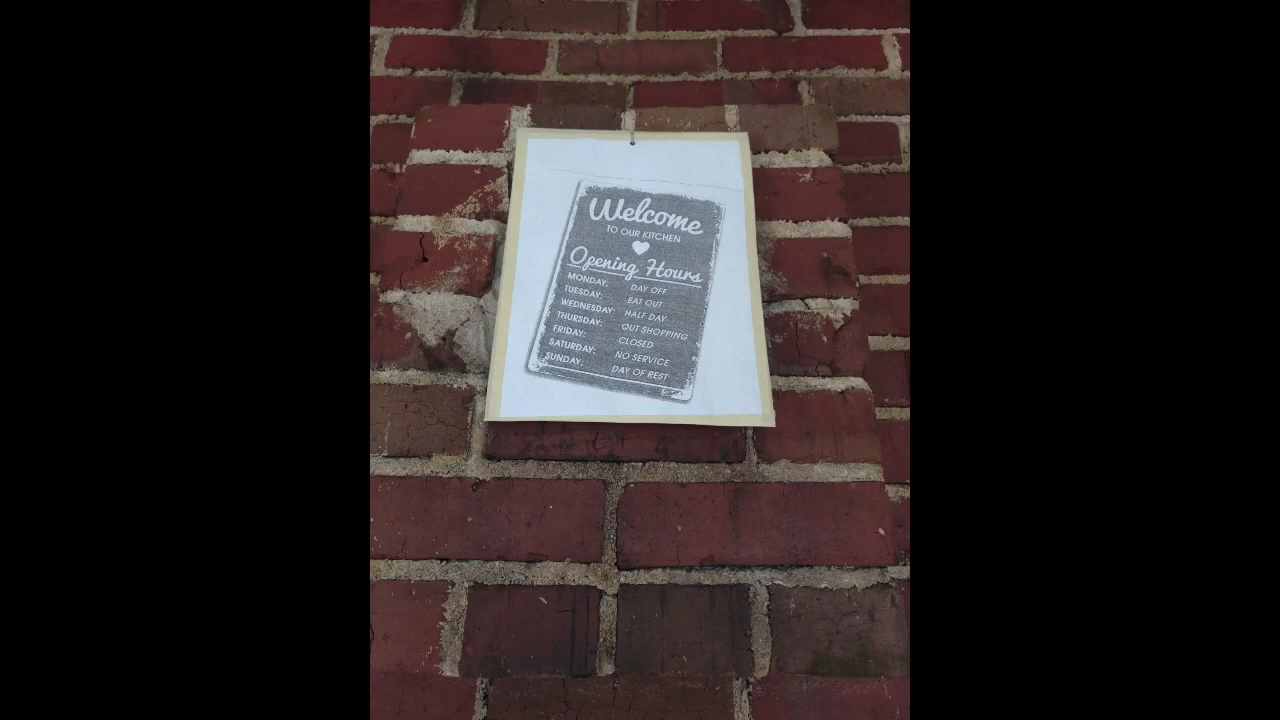 Welcome
TO OUR KITCHEN
Opening Hours
MONDAY: DAY OFF
TUESDAY: EAT OUT
WEDNESDAY: HALF DAY
THURSDAY: OUT SHOPPING
FRIDAY: CLOSED
SATURDAY: NO SERVICE
SUNDAY: DAY OF REST